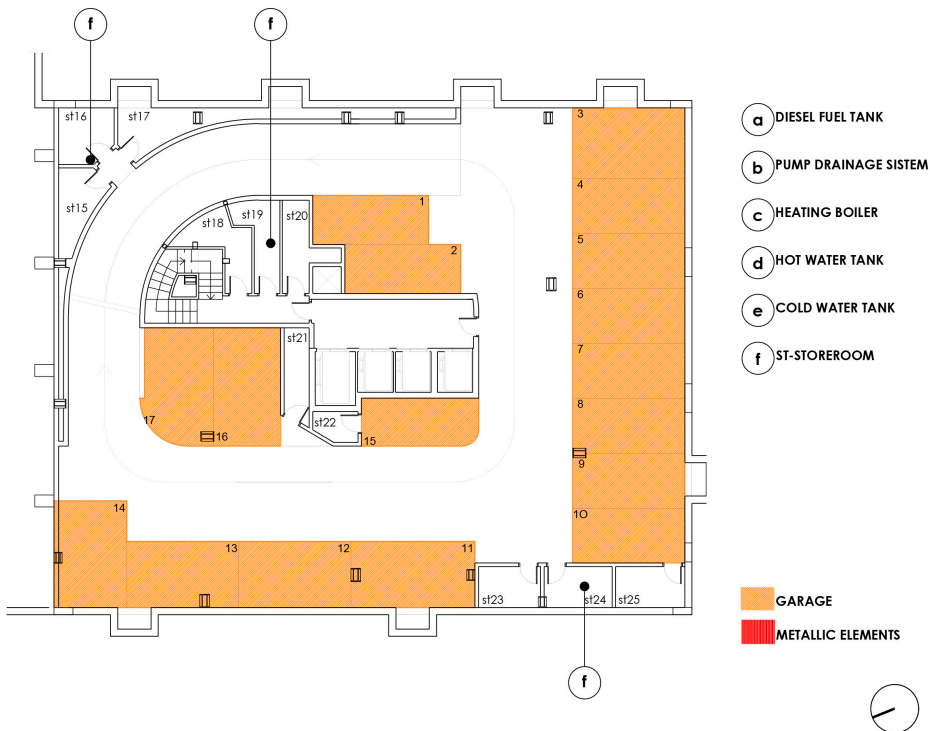 f
f
st16
st17
3
a DIESEL FUEL TANK
b PUMP DRAINAGE SISTEM
4
st15
1
st19
st20
st18
c HEATING BOILER
5
2
d HOT WATER TANK
6
e COLD WATER TANK
st21
7
f ST-STOREROOM
8
17
st22
16
15
9
14
10
13
12
11
st23
st24
st25
GARAGE
METALLIC ELEMENTS
f